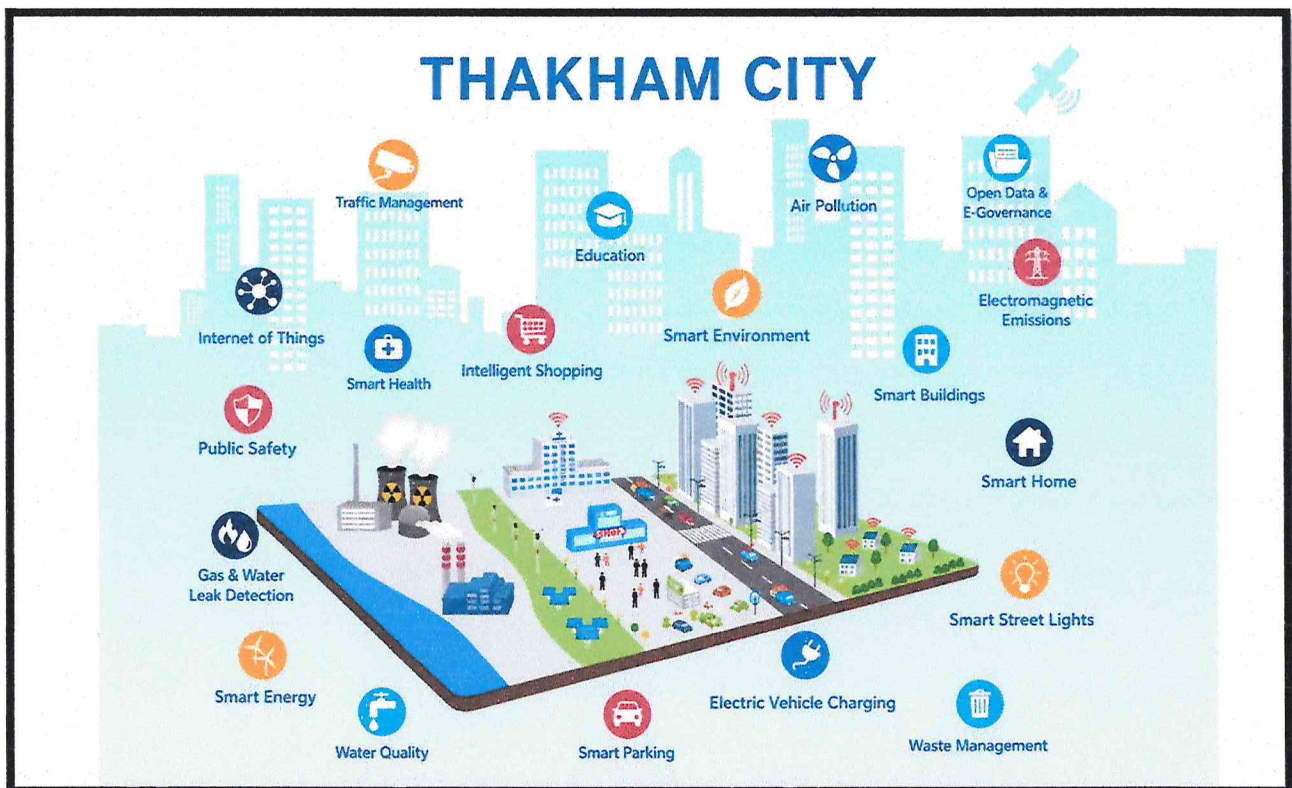 THAKHAM CITY
Traffic Management
Education
Air Pollution
Open Data &
E-Governance
Internet of Things
Smart Health
Intelligent Shopping
Smart Environment
Electromagnetic
Emissions
Smart Buildings
Public Safety
Smart Home
SHOP
Gas & Water
Leak Detection
Smart Street Lights
Smart Energy
Water Quality
Smart Parking
Electric Vehicle Charging
Waste Management